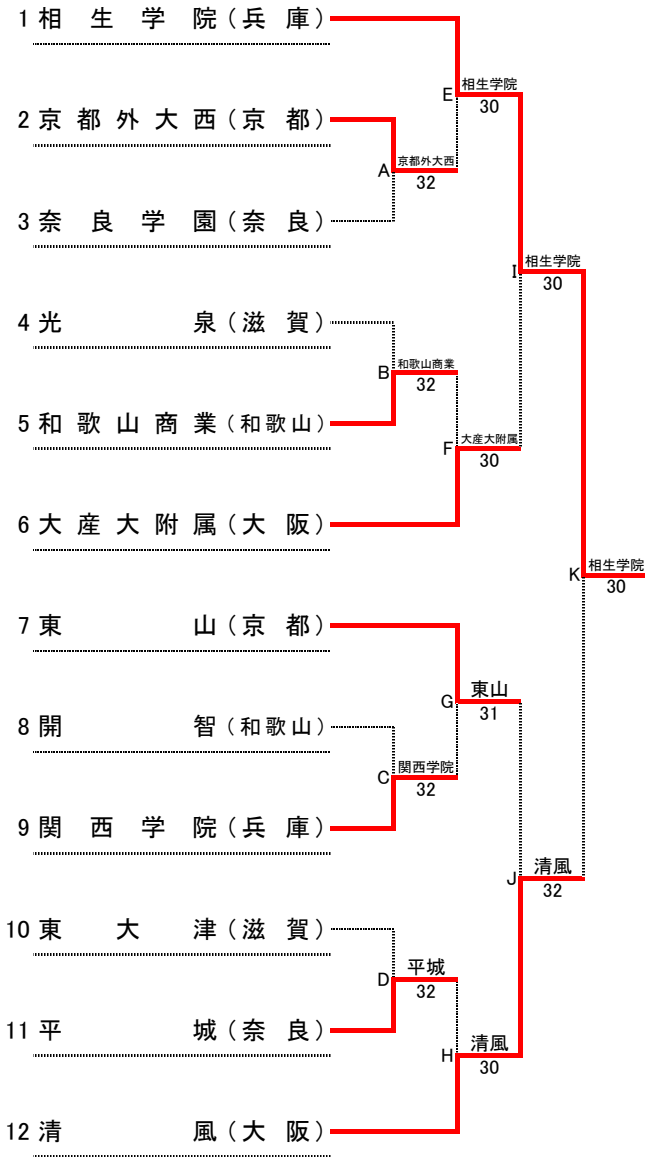 1 相生学院(兵庫)
相生学院
E
30
2 京都外大西(京都)
京都外大西
A
32
3 奈良学園(奈良)
相生学院
I
30
4 光泉(滋賀)
和歌山商業
B
32
5 和歌山商業(和歌山)
大産大附属
F
30
6 大産大附属(大阪)
相生学院
K
30
7 東山(京都)
東山
G
31
8 開智(和歌山)
関西学院
C
32
9 関西学院(兵庫)
清風
J
32
10 東大津(滋賀)
平城
D
32
11 平城(奈良)
清風
H
30
12 清風(大阪)